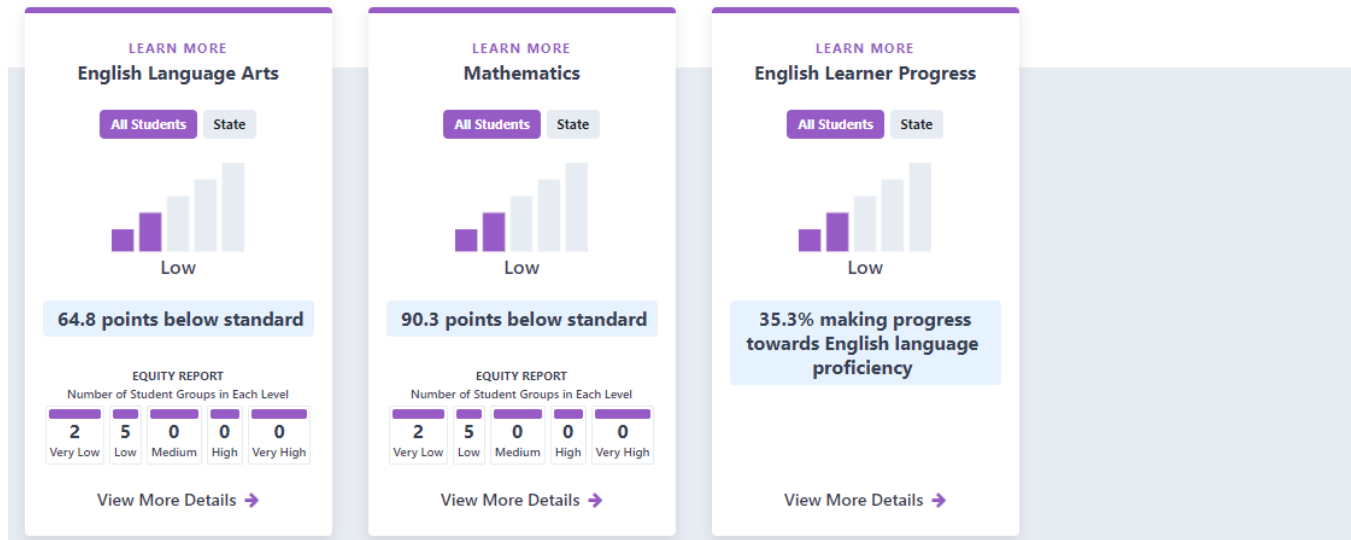 LEARN MORE
English Language Arts
All Students State
Low
64.8 points below standard
EQUITY REPORT
Number of Student Groups in Each Level
2 5 0 0 0
Very Low Low Medium High Very High
View More Details
LEARN MORE
Mathematics
All Students State
Low
90.3 points below standard
EQUITY REPORT
Number of Student Groups in Each Level
2 5 0 0 0
Very Low Low Medium High Very High
View More Details
LEARN MORE
English Learner Progress
All Students State
Low
35.3% making progress
towards English language
proficiency
View More Details